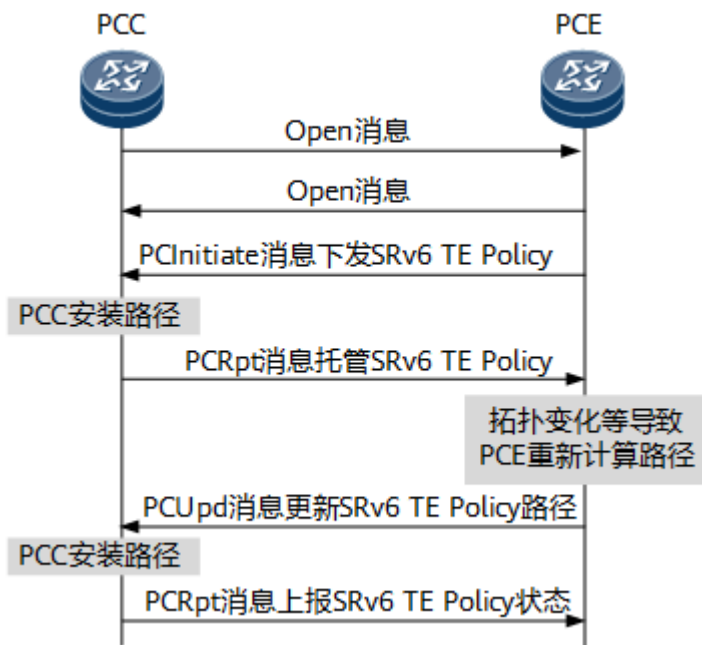 PCC
PCE
Open消息
Open消息
PCInitiate消息下发SRv6 TE Policy
PCC安装路径
PCRpt消息托管SRv6 TE Policy
拓扑变化等导致
PCE重新计算路径
PCUpd消息更新SRv6 TE Policy路径
PCC安装路径
PCRpt消息上报SRv6 TE Policy状态